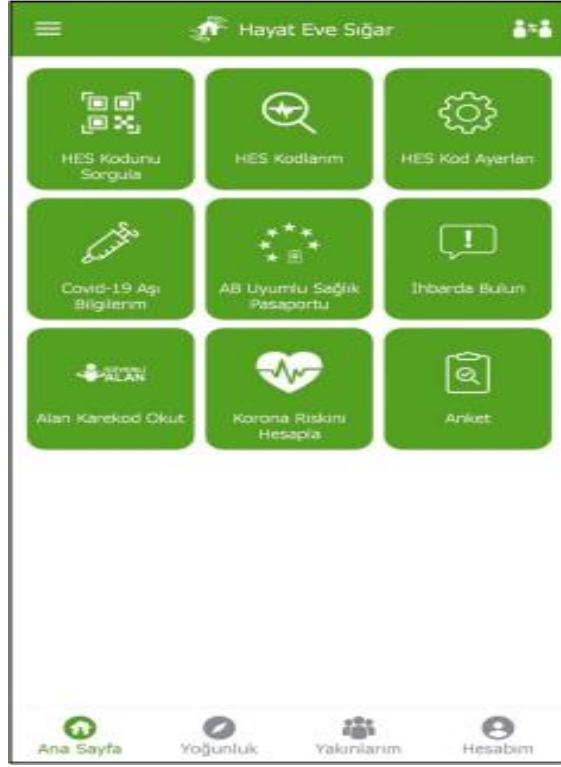 Hayat Eve Sığar
HES Kodunu
Sorgula
HES Kodlarım
HES Kod Ayarları
Covid-19 Aşı
Bilgilerim
AB Uyumlu Sağlık
Pasaportu
İhbarda Bulun
GÜVENLİ
ALAN
Alan Karekod Okut
Korona Riskini
Hesapla
Anket
Ana Sayfa
Yoğunluk
Yakınlarım
Hesabım